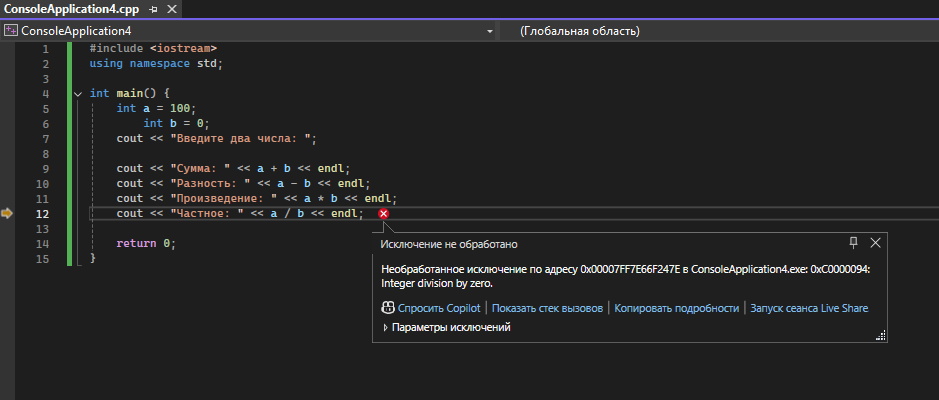 ConsoleApplication4.cpp
ConsoleApplication4 (Глобальная область)
1 #include <iostream>
2 using namespace std;
3
4 int main() {
5 int a = 100;
6 int b = 0;
7 cout << "Введите два числа: ";
8
9 cout << "Сумма: " << a + b << endl;
10 cout << "Разность: " << a - b << endl;
11 cout << "Произведение: " << a * b << endl;
12 cout << "Частное: " << a / b << endl;
13
14 return 0;
15 }
Исключение не обработано
Необработанное исключение по адресу 0x00007FF7E66F247E в ConsoleApplication4.exe: 0xC0000094:
Integer division by zero.
Спросить Copilot | Показать стек вызовов | Копировать подробности | Запуск сеанса Live Share
Параметры исключений